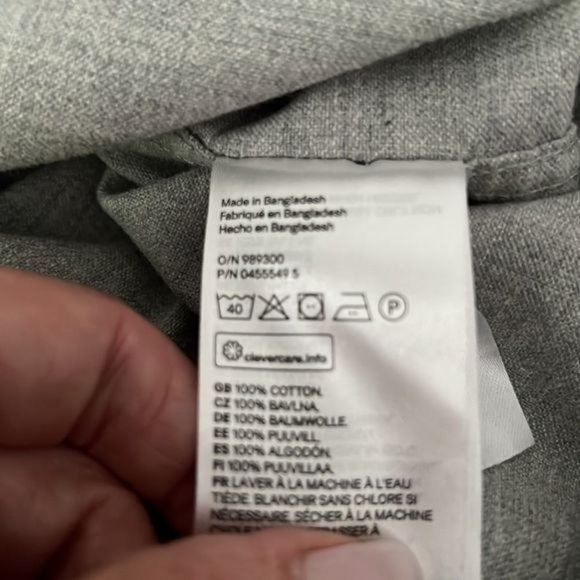 Made in Bangladesh
Fabriqué en Bangladesh
Hecho en Bangladesh
O/N 989300
P/N 0455549 5
40 P
clevercare.info
GB 100% COTTON.
CZ 100% BAVLNA.
DE 100% BAUMWOLLE.
EE 100% PUUVILL.
ES 100% ALGODÓN.
FI 100% PUUVILLAA.
FR LAVER À LA MACHINE À L'EAU
TIÈDE. BLANCHIR SANS CHLORE SI
NÉCESSAIRE. SÉCHER À LA MACHINE